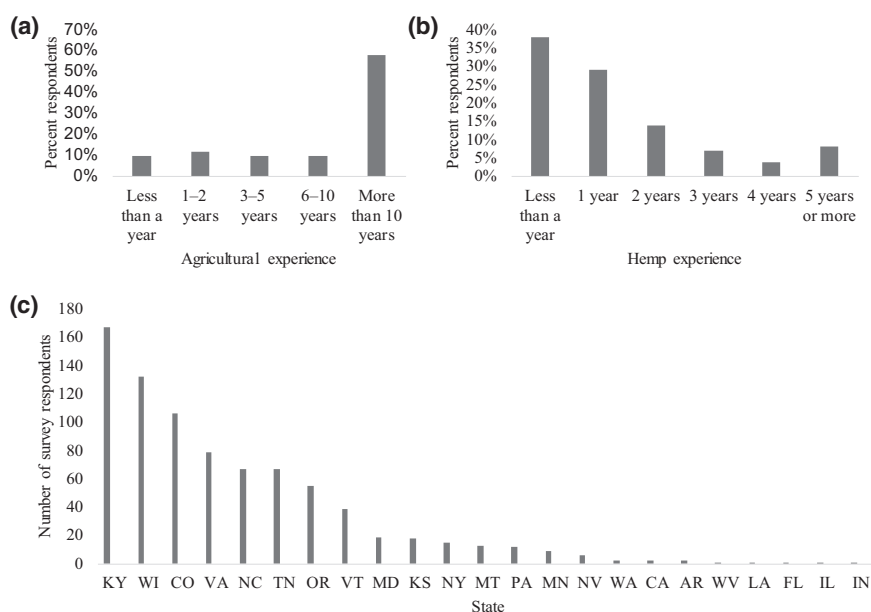 (a)
Percent respondents
70%
60%
50%
40%
30%
20%
10%
0%
Less than a year
1–2 years
3–5 years
6–10 years
More than 10 years
Agricultural experience
(b)
Percent respondents
40%
35%
30%
25%
20%
15%
10%
5%
0%
Less than a year
1 year
2 years
3 years
4 years
5 years or more
Hemp experience
(c)
Number of survey respondents
180
160
140
120
100
80
60
40
20
0
KY WI CO VA NC TN OR VT MD KS NY MT PA MN NV WA CA AR WV LA FL IL IN
State